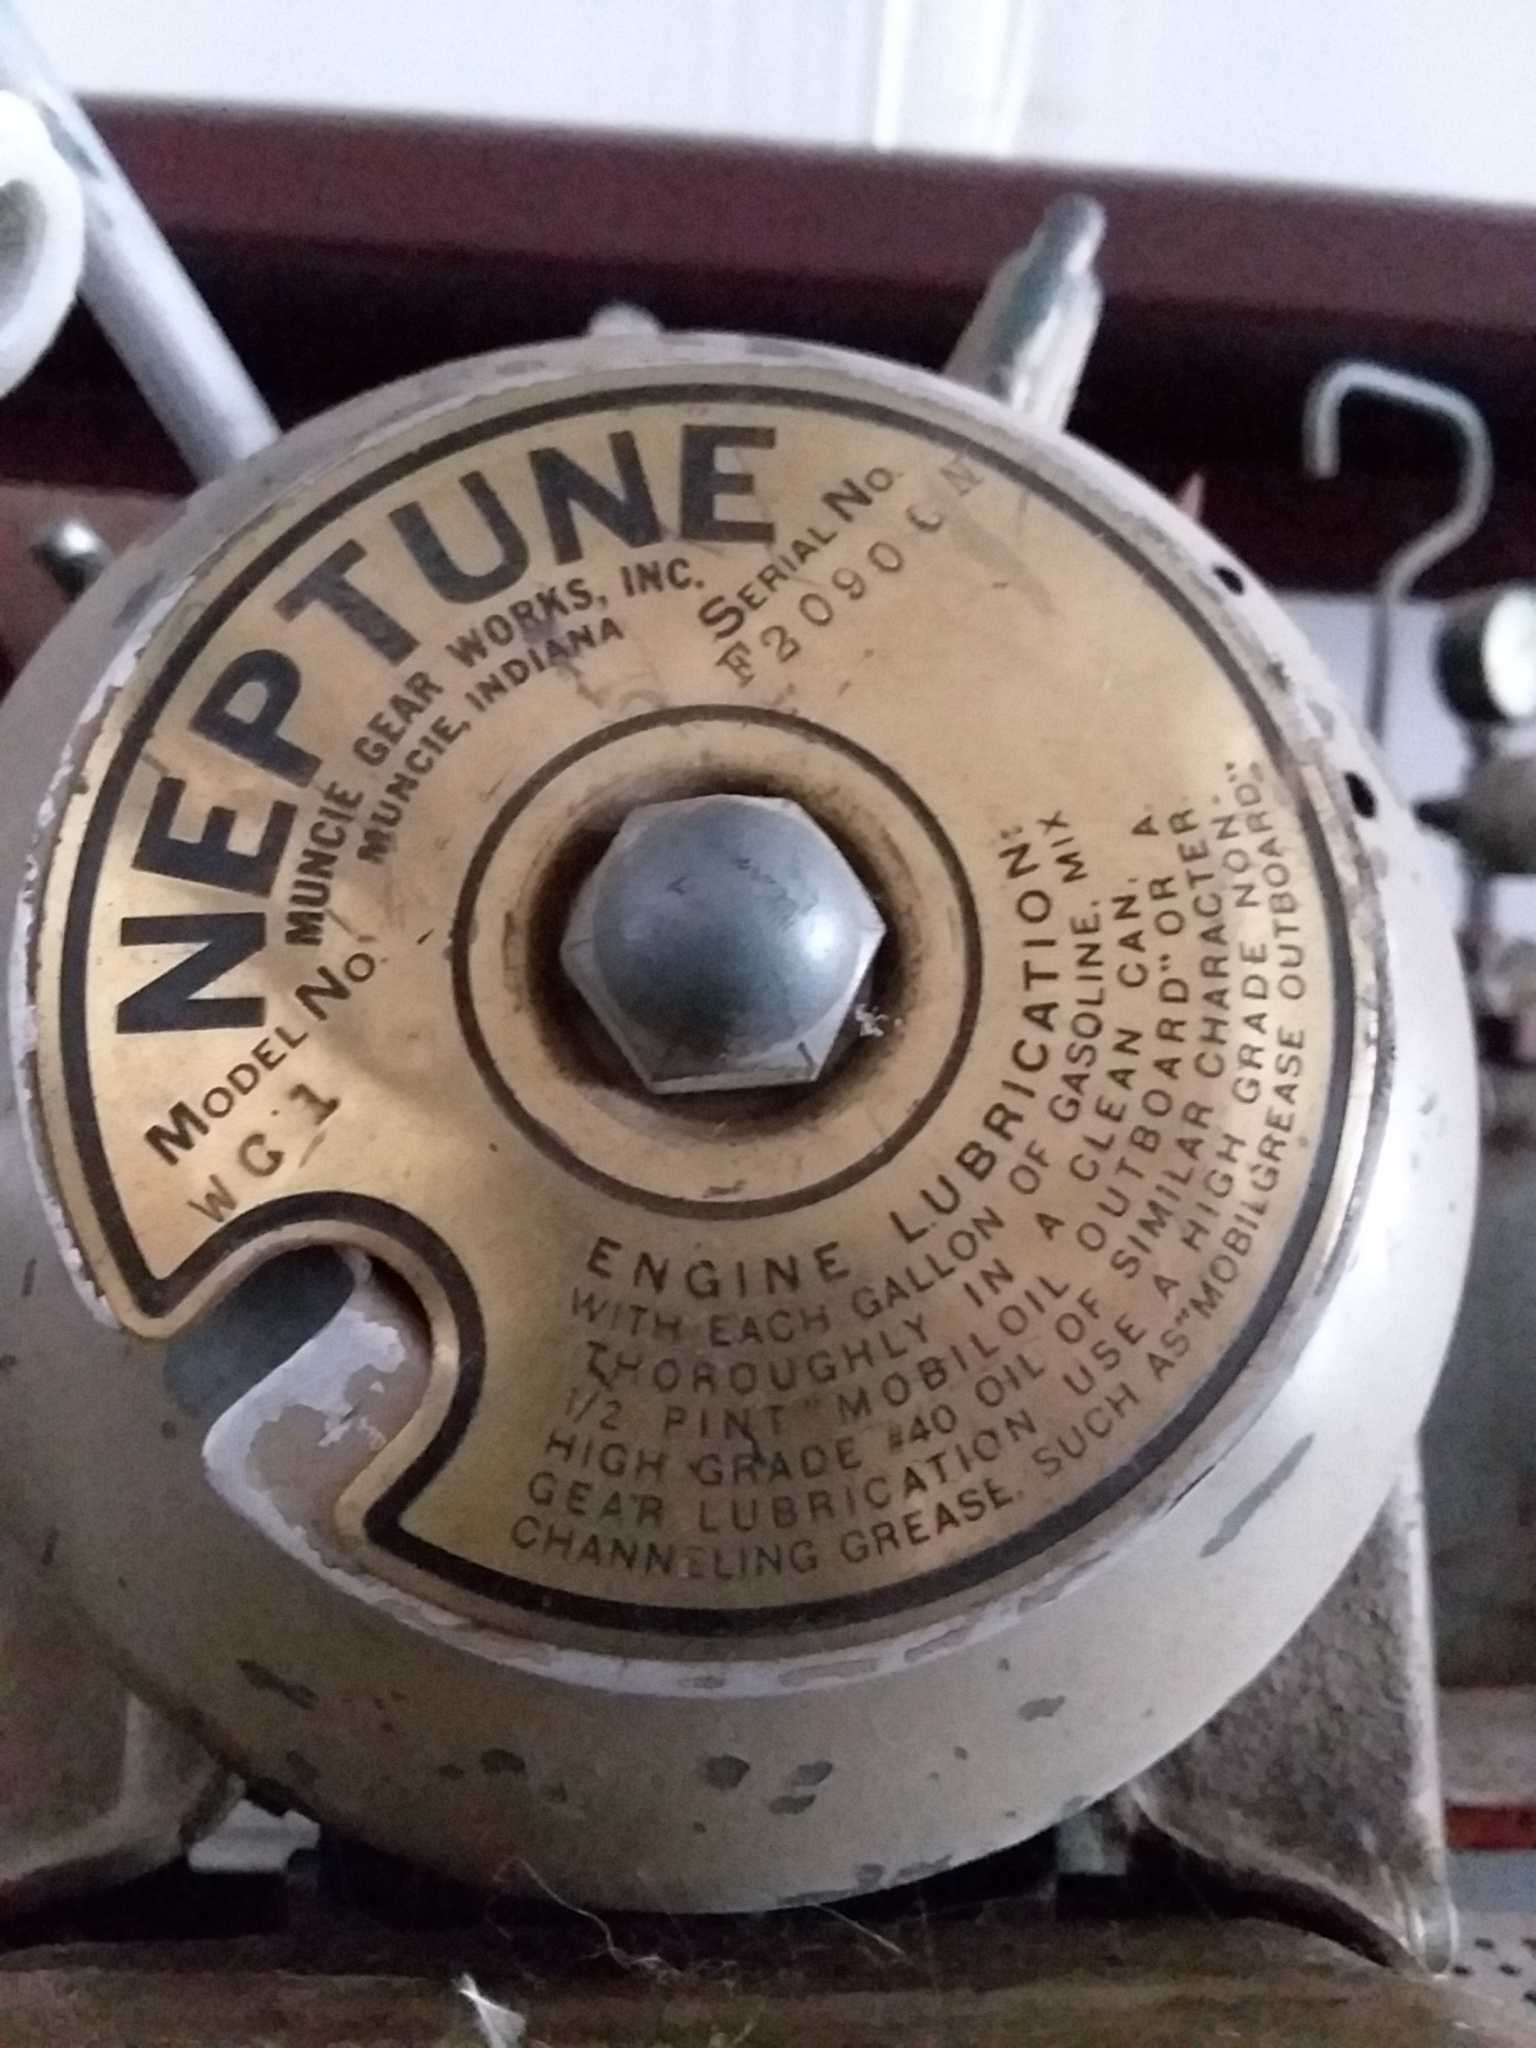 NEPTUNE
MUNCIE GEAR WORKS, INC.
MUNCIE, INDIANA
SERIAL NO.
F2090
MODEL NO.
WC1
ENGINE LUBRICATION: MIX
WITH EACH GALLON OF GASOLINE,
THOROUGHLY IN A CLEAN CAN, A
1/2 PINT "MOBILOIL OUTBOARD" OR
HIGH GRADE #40 OIL OF SIMILAR CHARACTER.
GEAR LUBRICATION USE A HIGH GRADE NON,
CHANNELING GREASE, SUCH AS "MOBILGREASE OUTBOARD".